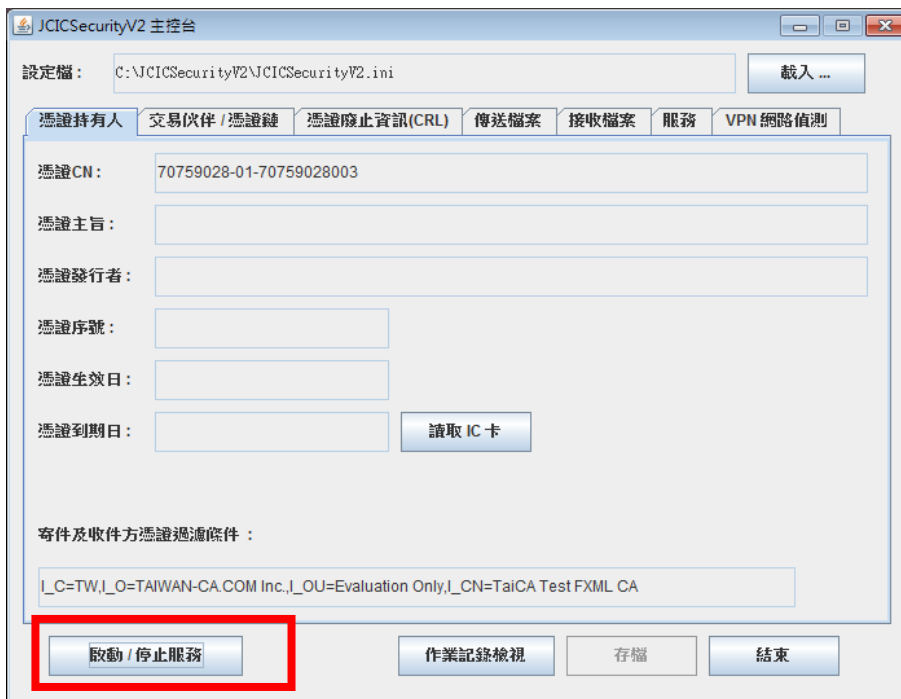 JCICSecurityV2 主控台
設定檔： C:\JCICSecurityV2\JCICSecurityV2.ini 載入 ...
憑證持有人 交易伙伴 / 憑證鏈 憑證廢止資訊(CRL) 傳送檔案 接收檔案 服務 VPN 網路偵測
憑證CN： 70759028-01-70759028003
憑證主旨：
憑證發行者：
憑證序號：
憑證生效日：
憑證到期日： 讀取 IC 卡
寄件及收件方憑證過濾條件 ：
I_C=TW,I_O=TAIWAN-CA.COM Inc.,I_OU=Evaluation Only,I_CN=TaiCA Test FXML CA
啟動 / 停止服務 作業記錄檢視 存檔 結束